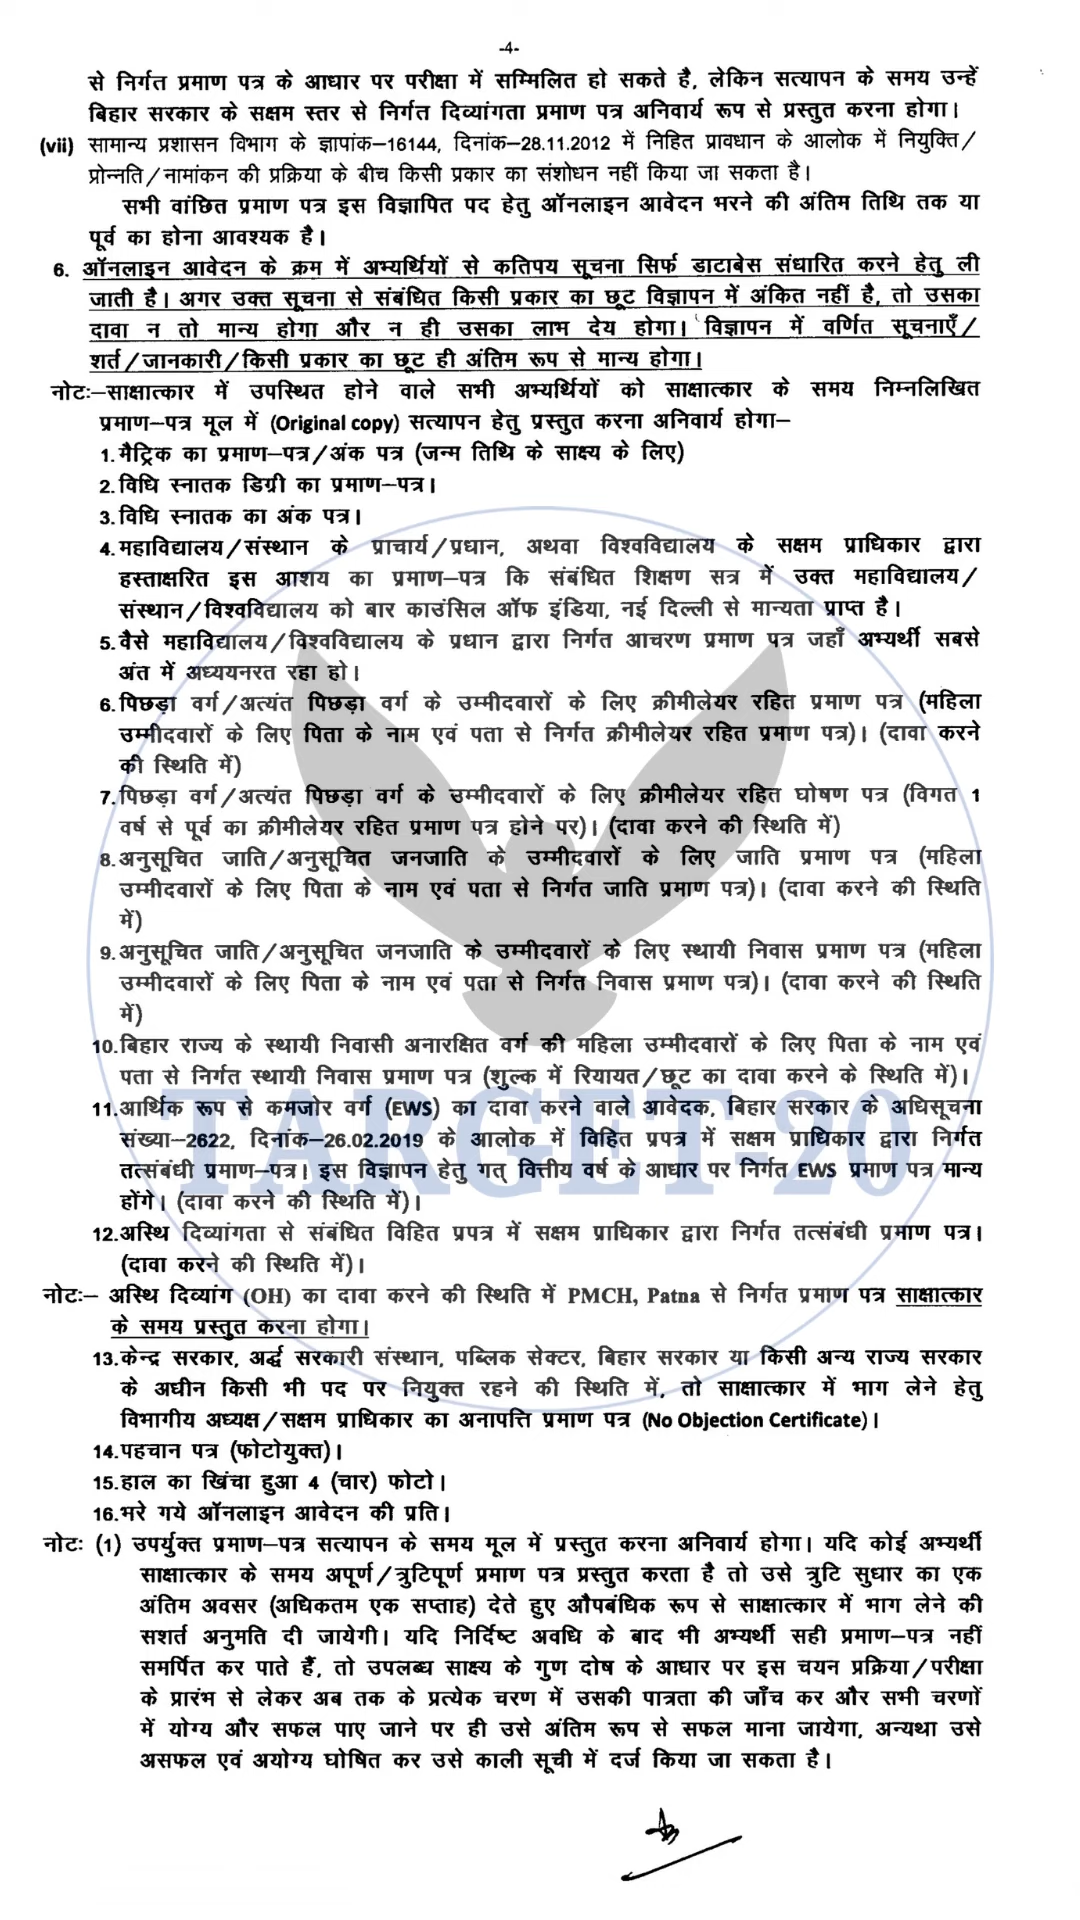 -4-
से निर्गत प्रमाण पत्र के आधार पर परीक्षा में सम्मिलित हो सकते है, लेकिन सत्यापन के समय उन्हें
बिहार सरकार के सक्षम स्तर से निर्गत दिव्यांगता प्रमाण पत्र अनिवार्य रूप से प्रस्तुत करना होगा।
(vii) सामान्य प्रशासन विभाग के ज्ञापांक–16144, दिनांक–28.11.2012 में निहित प्रावधान के आलोक में नियुक्ति/
प्रोन्नति/नामांकन की प्रक्रिया के बीच किसी प्रकार का संशोधन नहीं किया जा सकता है।
सभी वांछित प्रमाण पत्र इस विज्ञापित पद हेतु ऑनलाइन आवेदन भरने की अंतिम तिथि तक या
पूर्व का होना आवश्यक है।
6. ऑनलाइन आवेदन के क्रम में अभ्यर्थियों से कतिपय सूचना सिर्फ डाटाबेस संधारित करने हेतु ली
जाती है। अगर उक्त सूचना से संबंधित किसी प्रकार का छूट विज्ञापन में अंकित नहीं है, तो उसका
दावा न तो मान्य होगा और न ही उसका लाभ देय होगा। विज्ञापन में वर्णित सूचनाएँ/
शर्त/जानकारी/किसी प्रकार का छूट ही अंतिम रूप से मान्य होगा।
नोटः–साक्षात्कार में उपस्थित होने वाले सभी अभ्यर्थियों को साक्षात्कार के समय निम्नलिखित
प्रमाण–पत्र मूल में (Original copy) सत्यापन हेतु प्रस्तुत करना अनिवार्य होगा–
1. मैट्रिक का प्रमाण–पत्र/अंक पत्र (जन्म तिथि के साक्ष्य के लिए)
2. विधि स्नातक डिग्री का प्रमाण–पत्र।
3. विधि स्नातक का अंक पत्र।
4. महाविद्यालय/संस्थान के प्राचार्य/प्रधान, अथवा विश्वविद्यालय के सक्षम प्राधिकार द्वारा
हस्ताक्षरित इस आशय का प्रमाण–पत्र कि संबंधित शिक्षण सत्र में उक्त महाविद्यालय/
संस्थान/विश्वविद्यालय को बार काउंसिल ऑफ इंडिया, नई दिल्ली से मान्यता प्राप्त है।
5. वैसे महाविद्यालय/विश्वविद्यालय के प्रधान द्वारा निर्गत आचरण प्रमाण पत्र जहाँ अभ्यर्थी सबसे
अंत में अध्ययनरत रहा हो।
6. पिछड़ा वर्ग/अत्यंत पिछड़ा वर्ग के उम्मीदवारों के लिए क्रीमीलेयर रहित प्रमाण पत्र (महिला
उम्मीदवारों के लिए पिता के नाम एवं पता से निर्गत क्रीमीलेयर रहित प्रमाण पत्र)। (दावा करने
की स्थिति में)
7. पिछड़ा वर्ग/अत्यंत पिछड़ा वर्ग के उम्मीदवारों के लिए क्रीमीलेयर रहित घोषण पत्र (विगत 1
वर्ष से पूर्व का क्रीमीलेयर रहित प्रमाण पत्र होने पर)। (दावा करने की स्थिति में)
8. अनुसूचित जाति/अनुसूचित जनजाति के उम्मीदवारों के लिए जाति प्रमाण पत्र (महिला
उम्मीदवारों के लिए पिता के नाम एवं पता से निर्गत जाति प्रमाण पत्र)। (दावा करने की स्थिति
में)
9. अनुसूचित जाति/अनुसूचित जनजाति के उम्मीदवारों के लिए स्थायी निवास प्रमाण पत्र (महिला
उम्मीदवारों के लिए पिता के नाम एवं पता से निर्गत निवास प्रमाण पत्र)। (दावा करने की स्थिति
में)
10. बिहार राज्य के स्थायी निवासी अनारक्षित वर्ग की महिला उम्मीदवारों के लिए पिता के नाम एवं
पता से निर्गत स्थायी निवास प्रमाण पत्र (शुल्क में रियायत/छूट का दावा करने के स्थिति में)।
11. आर्थिक रूप से कमजोर वर्ग (EWS) का दावा करने वाले आवेदक, बिहार सरकार के अधिसूचना
संख्या–2622, दिनांक–26.02.2019 के आलोक में विहित प्रपत्र में सक्षम प्राधिकार द्वारा निर्गत
तत्संबंधी प्रमाण–पत्र। इस विज्ञापन हेतु गत् वित्तीय वर्ष के आधार पर निर्गत EWS प्रमाण पत्र मान्य
होंगे। (दावा करने की स्थिति में)।
TARGET-20
12. अस्थि दिव्यांगता से संबंधित विहित प्रपत्र में सक्षम प्राधिकार द्वारा निर्गत तत्संबंधी प्रमाण पत्र।
(दावा करने की स्थिति में)।
नोटः– अस्थि दिव्यांग (OH) का दावा करने की स्थिति में PMCH, Patna से निर्गत प्रमाण पत्र साक्षात्कार
के समय प्रस्तुत करना होगा।
13. केन्द्र सरकार, अर्द्ध सरकारी संस्थान, पब्लिक सेक्टर, बिहार सरकार या किसी अन्य राज्य सरकार
के अधीन किसी भी पद पर नियुक्त रहने की स्थिति में, तो साक्षात्कार में भाग लेने हेतु
विभागीय अध्यक्ष/सक्षम प्राधिकार का अनापत्ति प्रमाण पत्र (No Objection Certificate)।
14. पहचान पत्र (फोटोयुक्त)।
15. हाल का खिंचा हुआ 4 (चार) फोटो।
16. भरे गये ऑनलाइन आवेदन की प्रति।
नोटः (1) उपर्युक्त प्रमाण–पत्र सत्यापन के समय मूल में प्रस्तुत करना अनिवार्य होगा। यदि कोई अभ्यर्थी
साक्षात्कार के समय अपूर्ण/त्रुटिपूर्ण प्रमाण पत्र प्रस्तुत करता है तो उसे त्रुटि सुधार का एक
अंतिम अवसर (अधिकतम एक सप्ताह) देते हुए औपबंधिक रूप से साक्षात्कार में भाग लेने की
सशर्त अनुमति दी जायेगी। यदि निर्दिष्ट अवधि के बाद भी अभ्यर्थी सही प्रमाण–पत्र नहीं
समर्पित कर पाते हैं, तो उपलब्ध साक्ष्य के गुण दोष के आधार पर इस चयन प्रक्रिया/परीक्षा
के प्रारंभ से लेकर अब तक के प्रत्येक चरण में उसकी पात्रता की जाँच कर और सभी चरणों
में योग्य और सफल पाए जाने पर ही उसे अंतिम रूप से सफल माना जायेगा, अन्यथा उसे
असफल एवं अयोग्य घोषित कर उसे काली सूची में दर्ज किया जा सकता है।